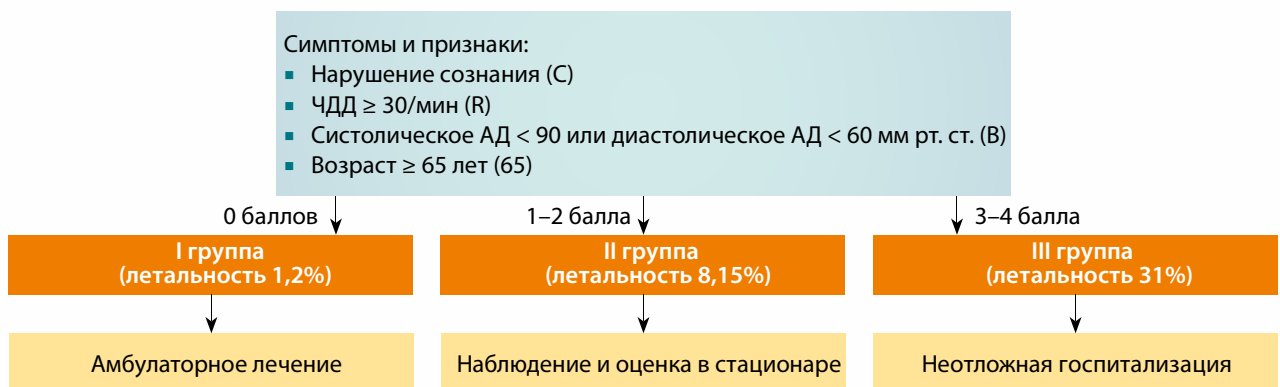 Симптомы и признаки:
▪ Нарушение сознания (С)
▪ ЧДД ≥ 30/мин (R)
▪ Систолическое АД < 90 или диастолическое АД < 60 мм рт. ст. (В)
▪ Возраст ≥ 65 лет (65)
0 баллов
1–2 балла
3–4 балла
I группа
(летальность 1,2%)
II группа
(летальность 8,15%)
III группа
(летальность 31%)
Амбулаторное лечение
Наблюдение и оценка в стационаре
Неотложная госпитализация